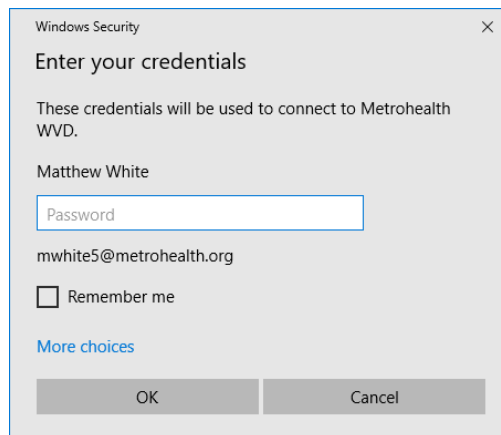 Windows Security
Enter your credentials
These credentials will be used to connect to Metrohealth
WVD.
Matthew White
Password
mwhite5@metrohealth.org
Remember me
More choices
OK
Cancel